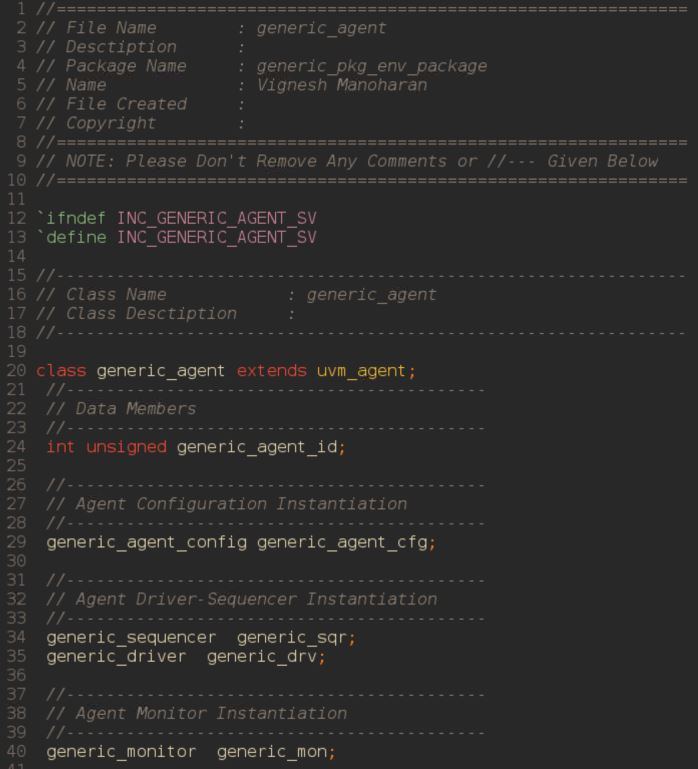 1 //===============================================================
2 // File Name        : generic_agent
3 // Desctiption      :
4 // Package Name     : generic_pkg_env_package
5 // Name             : Vignesh Manoharan
6 // File Created     :
7 // Copyright        :
8 //===============================================================
9 // NOTE: Please Don't Remove Any Comments or //--- Given Below
10 //===============================================================
11
12 `ifndef INC_GENERIC_AGENT_SV
13 `define INC_GENERIC_AGENT_SV
14
15 //---------------------------------------------------------------
16 // Class Name            : generic_agent
17 // Class Desctiption     :
18 //---------------------------------------------------------------
19
20 class generic_agent extends uvm_agent;
21  //------------------------------------------
22  // Data Members
23  //------------------------------------------
24  int unsigned generic_agent_id;
25
26  //------------------------------------------
27  // Agent Configuration Instantiation
28  //------------------------------------------
29  generic_agent_config generic_agent_cfg;
30
31  //------------------------------------------
32  // Agent Driver-Sequencer Instantiation
33  //------------------------------------------
34  generic_sequencer  generic_sqr;
35  generic_driver  generic_drv;
36
37  //------------------------------------------
38  // Agent Monitor Instantiation
39  //------------------------------------------
40  generic_monitor  generic_mon;